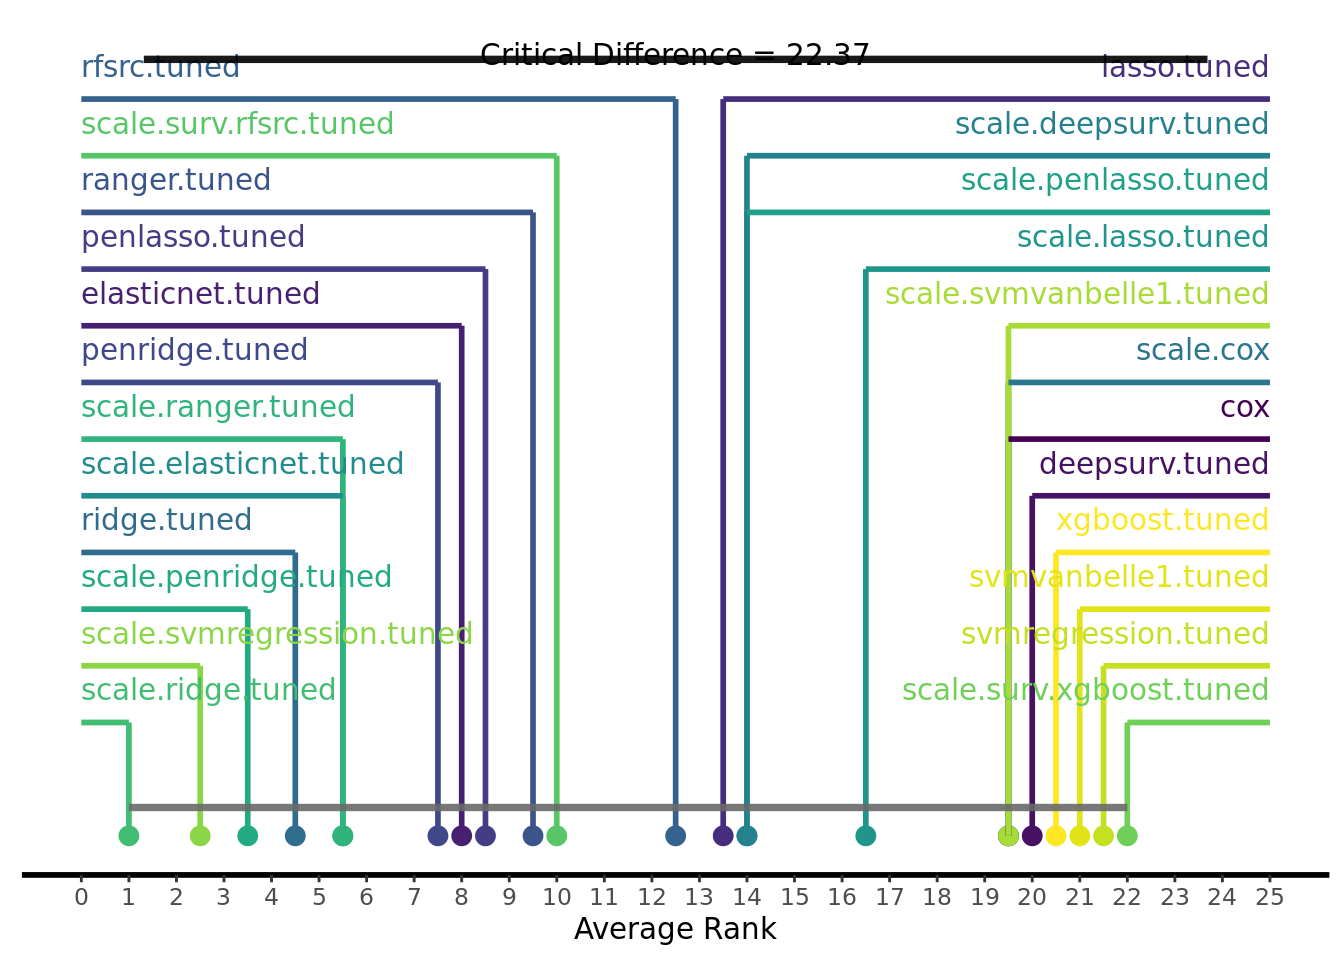 Critical Difference = 22.37
rfsrc.tuned
lasso.tuned
scale.surv.rfsrc.tuned
scale.deepsurv.tuned
ranger.tuned
scale.penlasso.tuned
penlasso.tuned
scale.lasso.tuned
elasticnet.tuned
scale.svmvanbelle1.tuned
penridge.tuned
scale.cox
scale.ranger.tuned
cox
scale.elasticnet.tuned
deepsurv.tuned
ridge.tuned
xgboost.tuned
scale.penridge.tuned
svmvanbelle1.tuned
scale.svmregression.tuned
svmregression.tuned
scale.ridge.tuned
scale.surv.xgboost.tuned
0 1 2 3 4 5 6 7 8 9 10 11 12 13 14 15 16 17 18 19 20 21 22 23 24 25
Average Rank